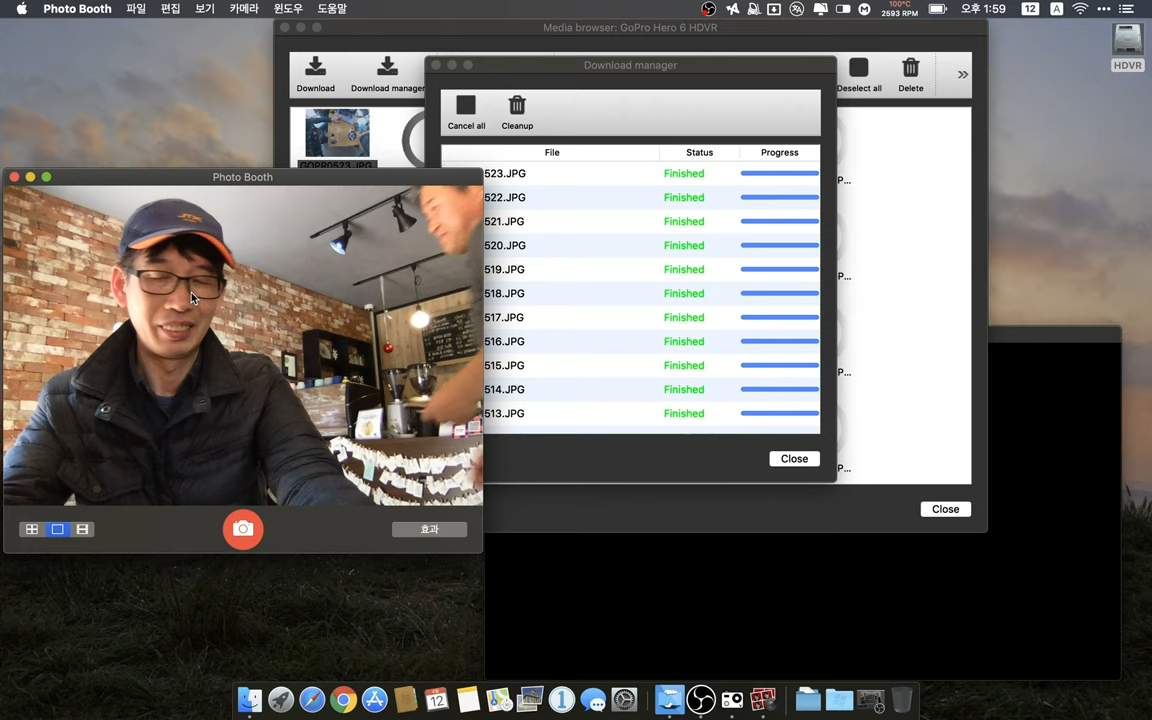 Photo Booth 파일 편집 보기 카메라 윈도우 도움말
100°C
2593 RPM
오후 1:59
12
A
Media browser: GoPro Hero 6 HDVR
HDVR
Download
Download manager
Deselect all
Delete
Download manager
Cancel all
Cleanup
File Status Progress
523.JPG Finished
522.JPG Finished
521.JPG Finished
520.JPG Finished
519.JPG Finished
518.JPG Finished
517.JPG Finished
516.JPG Finished
515.JPG Finished
514.JPG Finished
513.JPG Finished
Close
GOPR0523.JPG
P...
P...
P...
P...
Close
Photo Booth
효과
12